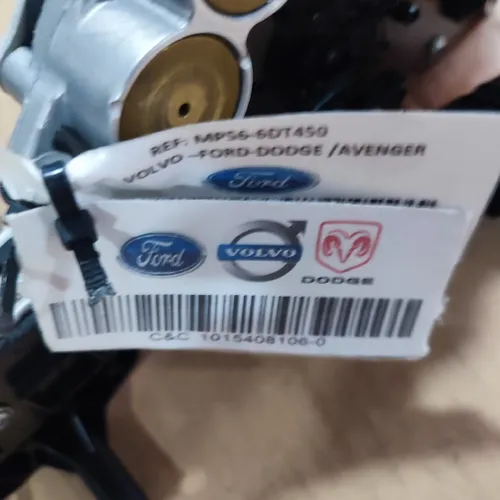 REF: MPS6-6DT450
VOLVO -FORD-DODGE /AVENGER
Ford
Ford
VOLVO
DODGE
C&C 1015408106-0